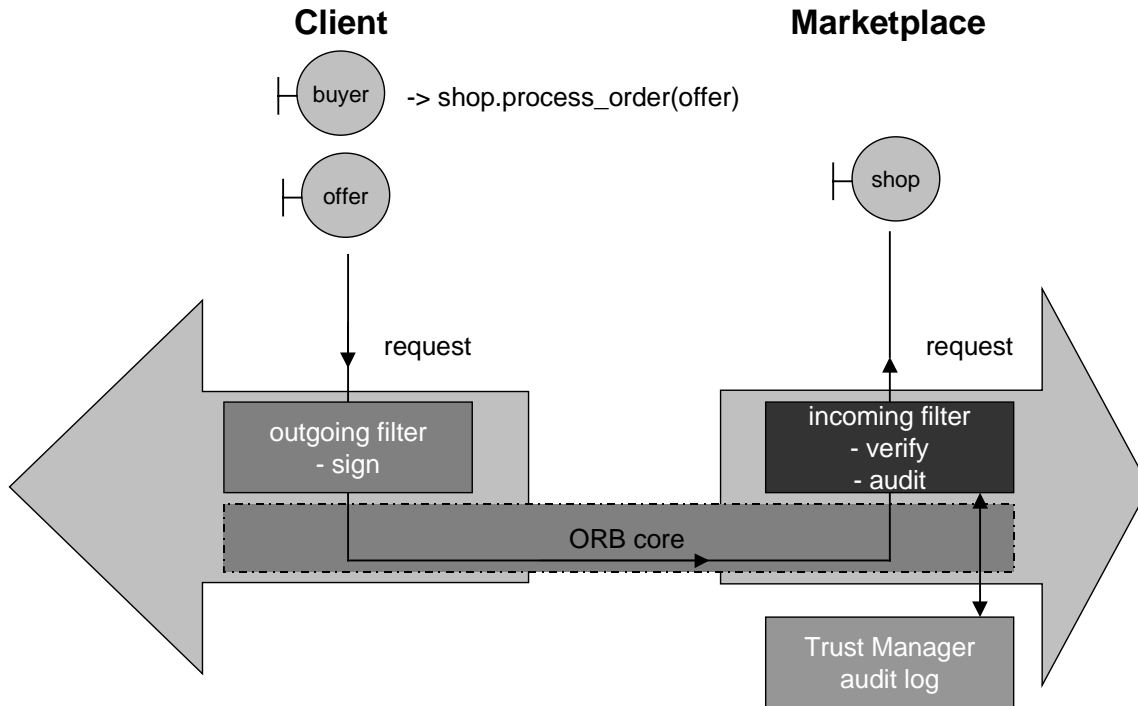 Client
Marketplace
buyer
-> shop.process_order(offer)
offer
shop
request
request
outgoing filter
- sign
incoming filter
- verify
- audit
ORB core
Trust Manager
audit log